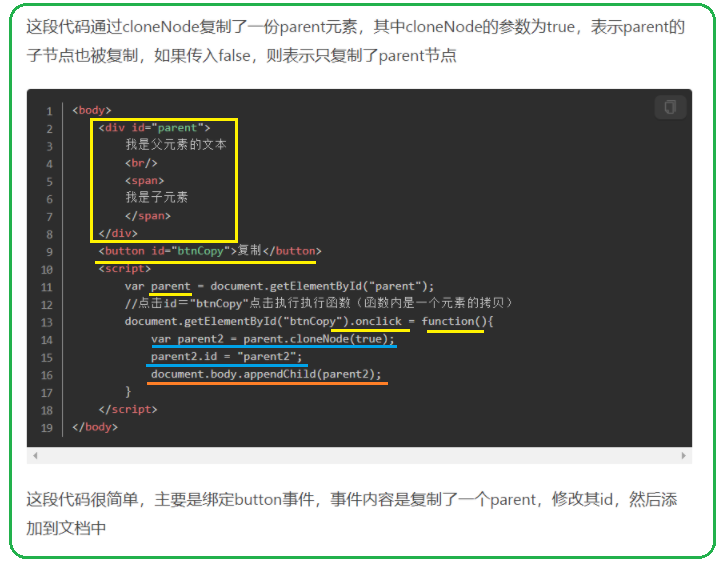 这段代码通过cloneNode复制了一份parent元素，其中cloneNode的参数为true，表示parent的
子节点也被复制，如果传入false，则表示只复制了parent节点
1 <body>
2 <div id="parent">
3 我是父元素的文本
4 <br/>
5 <span>
6 我是子元素
7 </span>
8 </div>
9 <button id="btnCopy">复制</button>
10 <script>
11 var parent = document.getElementById("parent");
12 //点击id="btnCopy"点击执行执行函数（函数内是一个元素的拷贝）
13 document.getElementById("btnCopy").onclick = function(){
14 var parent2 = parent.cloneNode(true);
15 parent2.id = "parent2";
16 document.body.appendChild(parent2);
17 }
18 </script>
19 </body>
这段代码很简单，主要是绑定button事件，事件内容是复制了一个parent，修改其id，然后添
加到文档中